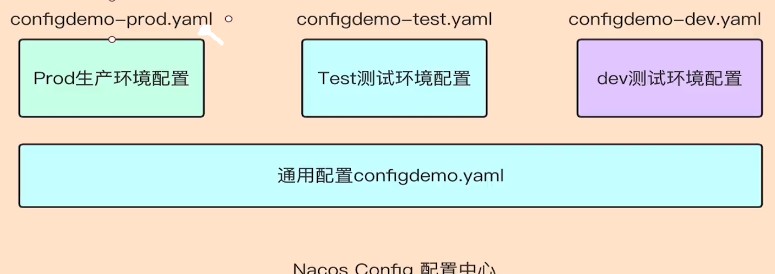 configdemo-prod.yaml
configdemo-test.yaml
configdemo-dev.yaml
Prod生产环境配置
Test测试环境配置
dev测试环境配置
通用配置configdemo.yaml
Nacos Config 配置中心